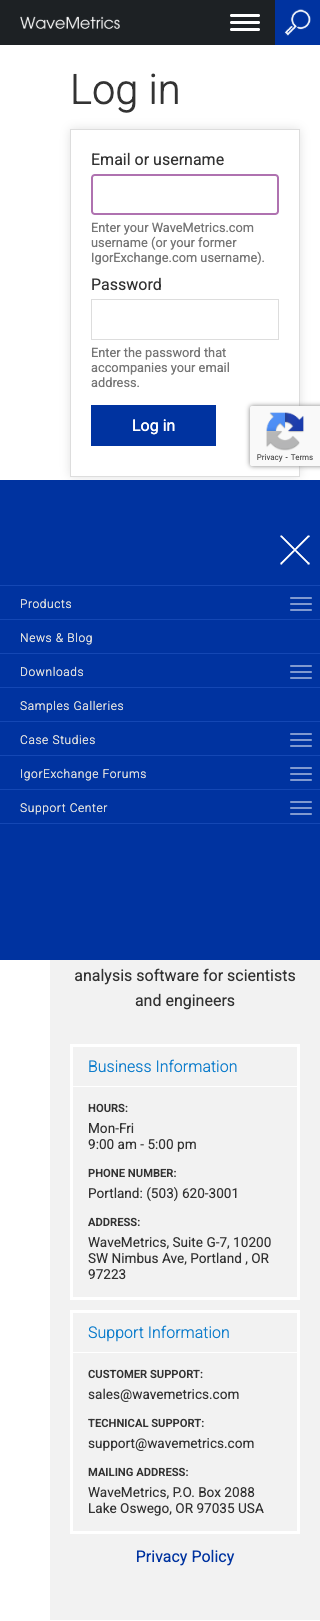 WaveMetrics
Log in
Email or username
Enter your WaveMetrics.com
username (or your former
IgorExchange.com username).
Password
Enter the password that
accompanies your email
address.
Log in
Privacy - Terms
Products
News & Blog
Downloads
Samples Galleries
Case Studies
IgorExchange Forums
Support Center
analysis software for scientists
and engineers
Business Information
HOURS:
Mon-Fri
9:00 am - 5:00 pm
PHONE NUMBER:
Portland: (503) 620-3001
ADDRESS:
WaveMetrics, Suite G-7, 10200
SW Nimbus Ave, Portland , OR
97223
Support Information
CUSTOMER SUPPORT:
sales@wavemetrics.com
TECHNICAL SUPPORT:
support@wavemetrics.com
MAILING ADDRESS:
WaveMetrics, P.O. Box 2088
Lake Oswego, OR 97035 USA
Privacy Policy